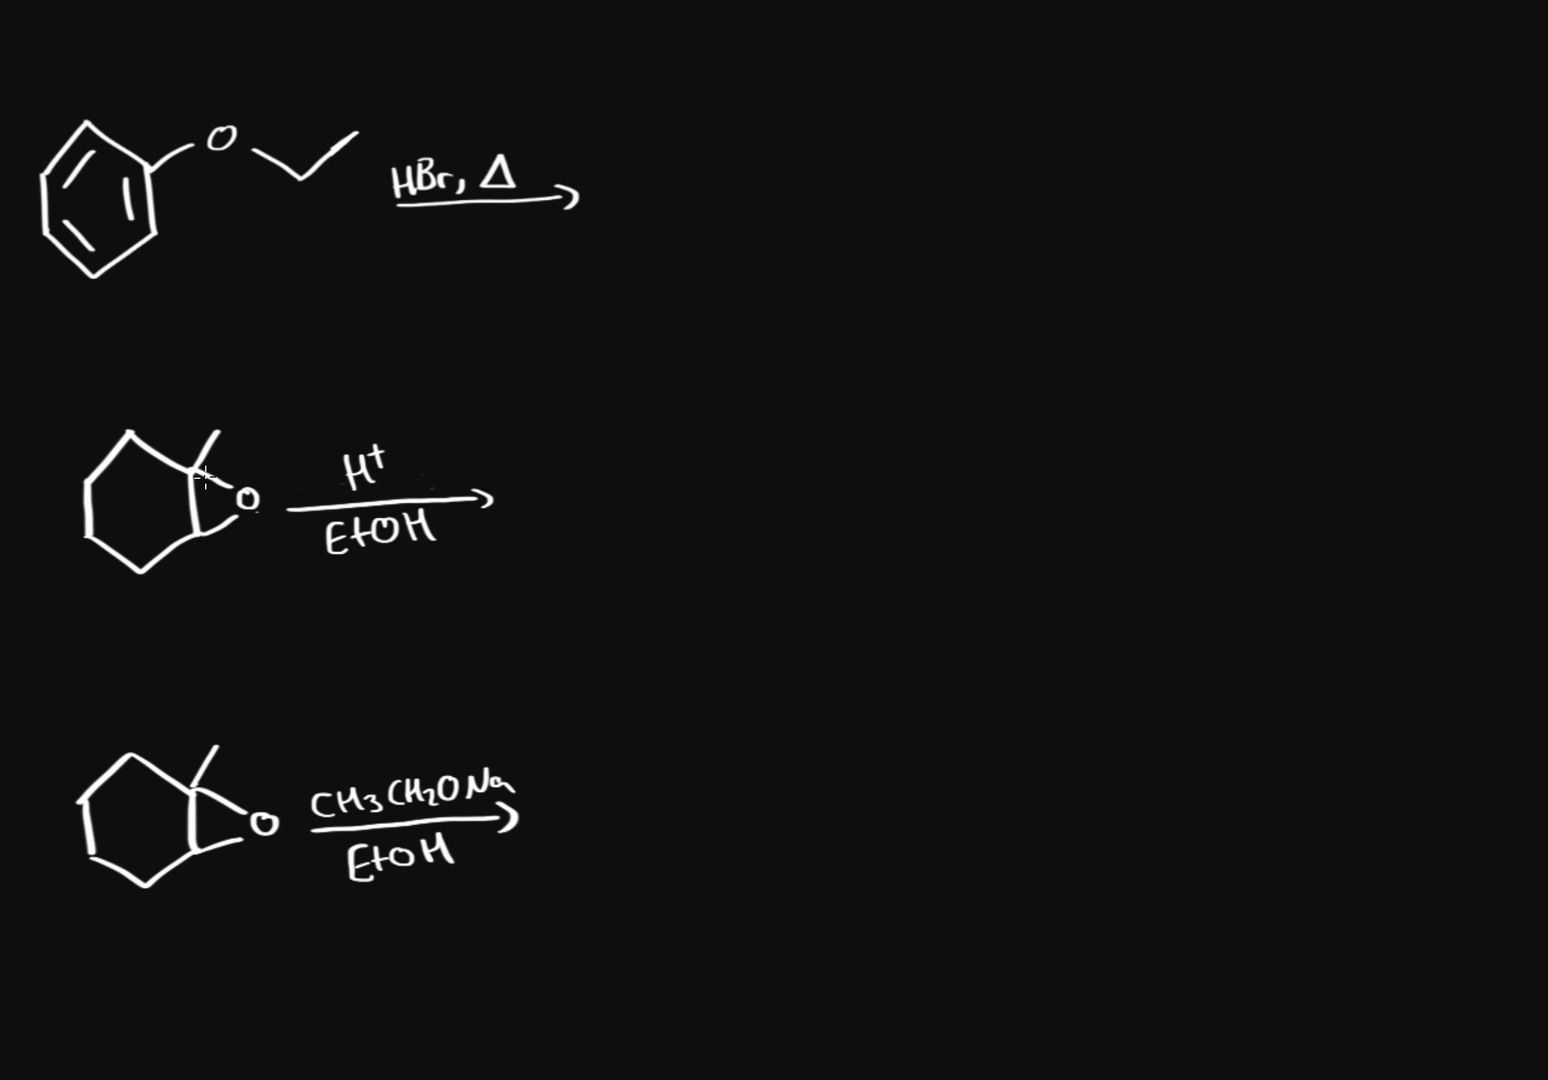 O
HBr, Δ
H+
O
EtOH
CH3CH2ONa
O
EtOH